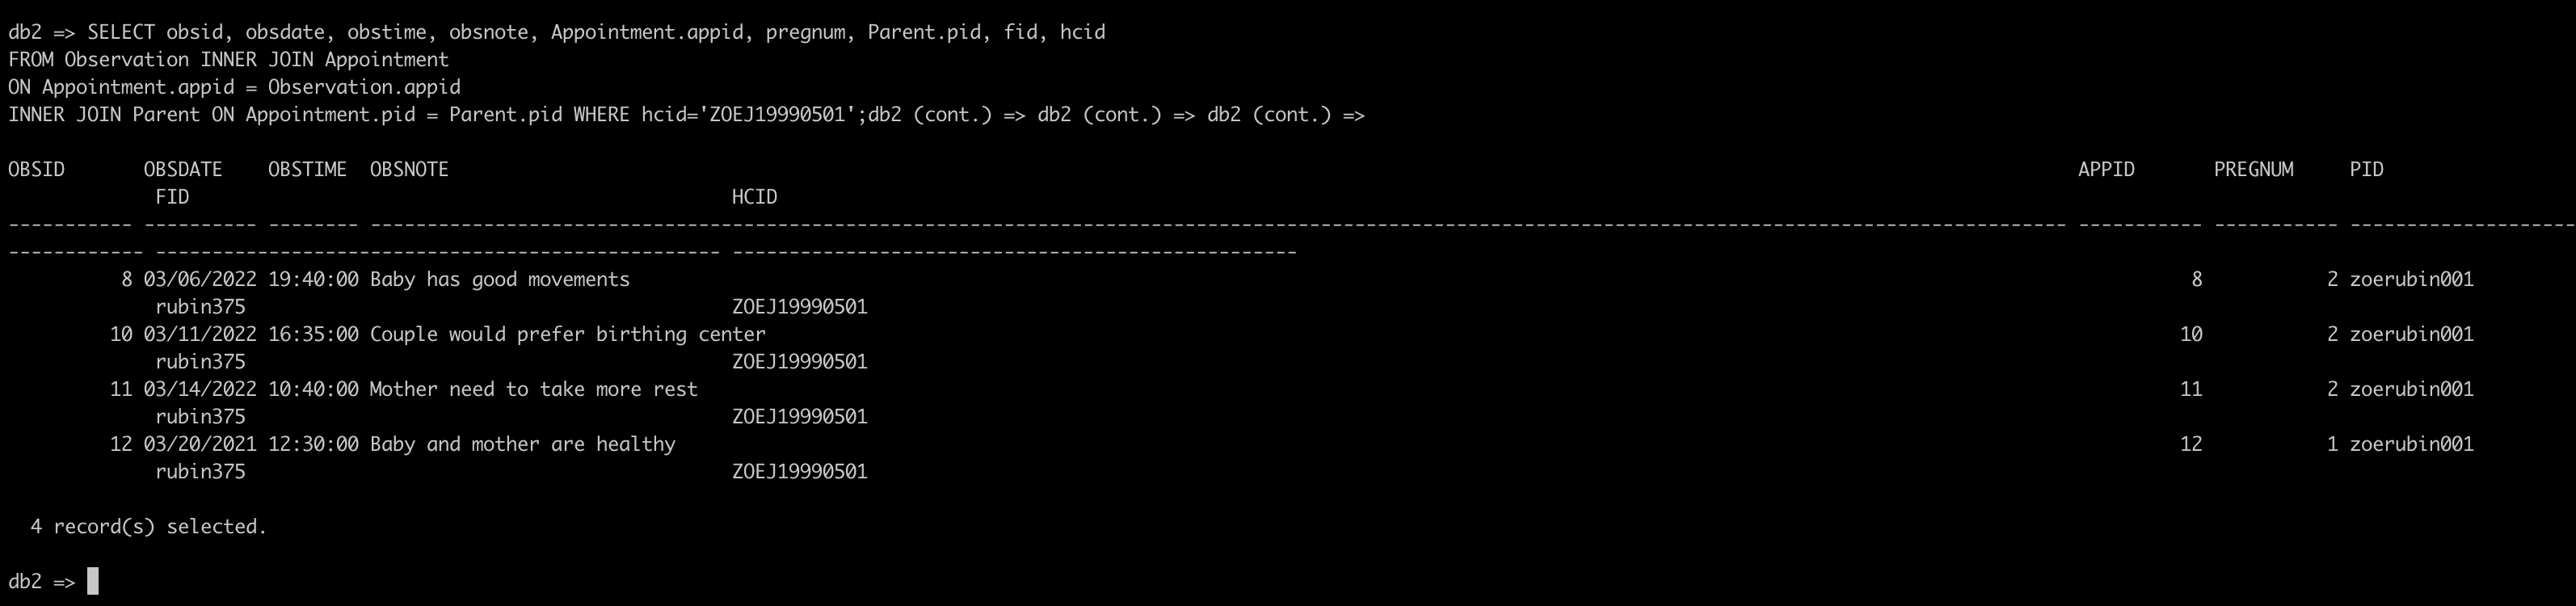 db2 => SELECT obsid, obsdate, obstime, obsnote, Appointment.appid, pregnum, Parent.pid, fid, hcid
FROM Observation INNER JOIN Appointment
ON Appointment.appid = Observation.appid
INNER JOIN Parent ON Appointment.pid = Parent.pid WHERE hcid='ZOEJ19990501';db2 (cont.) => db2 (cont.) => db2 (cont.) =>
OBSID OBSDATE OBSTIME OBSNOTE APPID PREGNUM PID
FID HCID
----------- ---------- -------- ------------------------------------------------------------------------------------------------------------------------------------------------------ ----------- ----------- --------------------
------------ -------------------------------------------------- --------------------------------------------------
8 03/06/2022 19:40:00 Baby has good movements 8 2 zoerubin001
rubin375 ZOEJ19990501
10 03/11/2022 16:35:00 Couple would prefer birthing center 10 2 zoerubin001
rubin375 ZOEJ19990501
11 03/14/2022 10:40:00 Mother need to take more rest 11 2 zoerubin001
rubin375 ZOEJ19990501
12 03/20/2021 12:30:00 Baby and mother are healthy 12 1 zoerubin001
rubin375 ZOEJ19990501
4 record(s) selected.
db2 =>